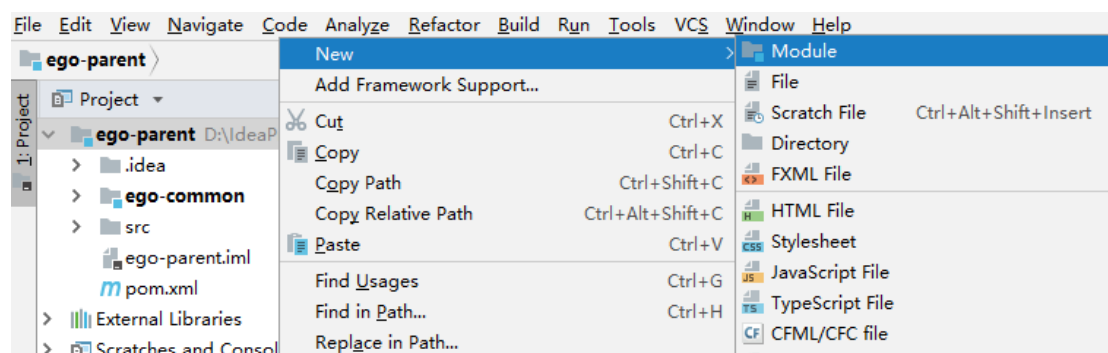 File Edit View Navigate Code Analyze Refactor Build Run Tools VCS Window Help
ego-parent
Project
1: Project
ego-parent D:\IdeaP
.idea
ego-common
src
ego-parent.iml
pom.xml
External Libraries
Scratches and Consol
New
Add Framework Support...
Cut Ctrl+X
Copy Ctrl+C
Copy Path Ctrl+Shift+C
Copy Relative Path Ctrl+Alt+Shift+C
Paste Ctrl+V
Find Usages Ctrl+G
Find in Path... Ctrl+H
Replace in Path...
Module
File
Scratch File Ctrl+Alt+Shift+Insert
Directory
FXML File
HTML File
Stylesheet
JavaScript File
TypeScript File
CFML/CFC file